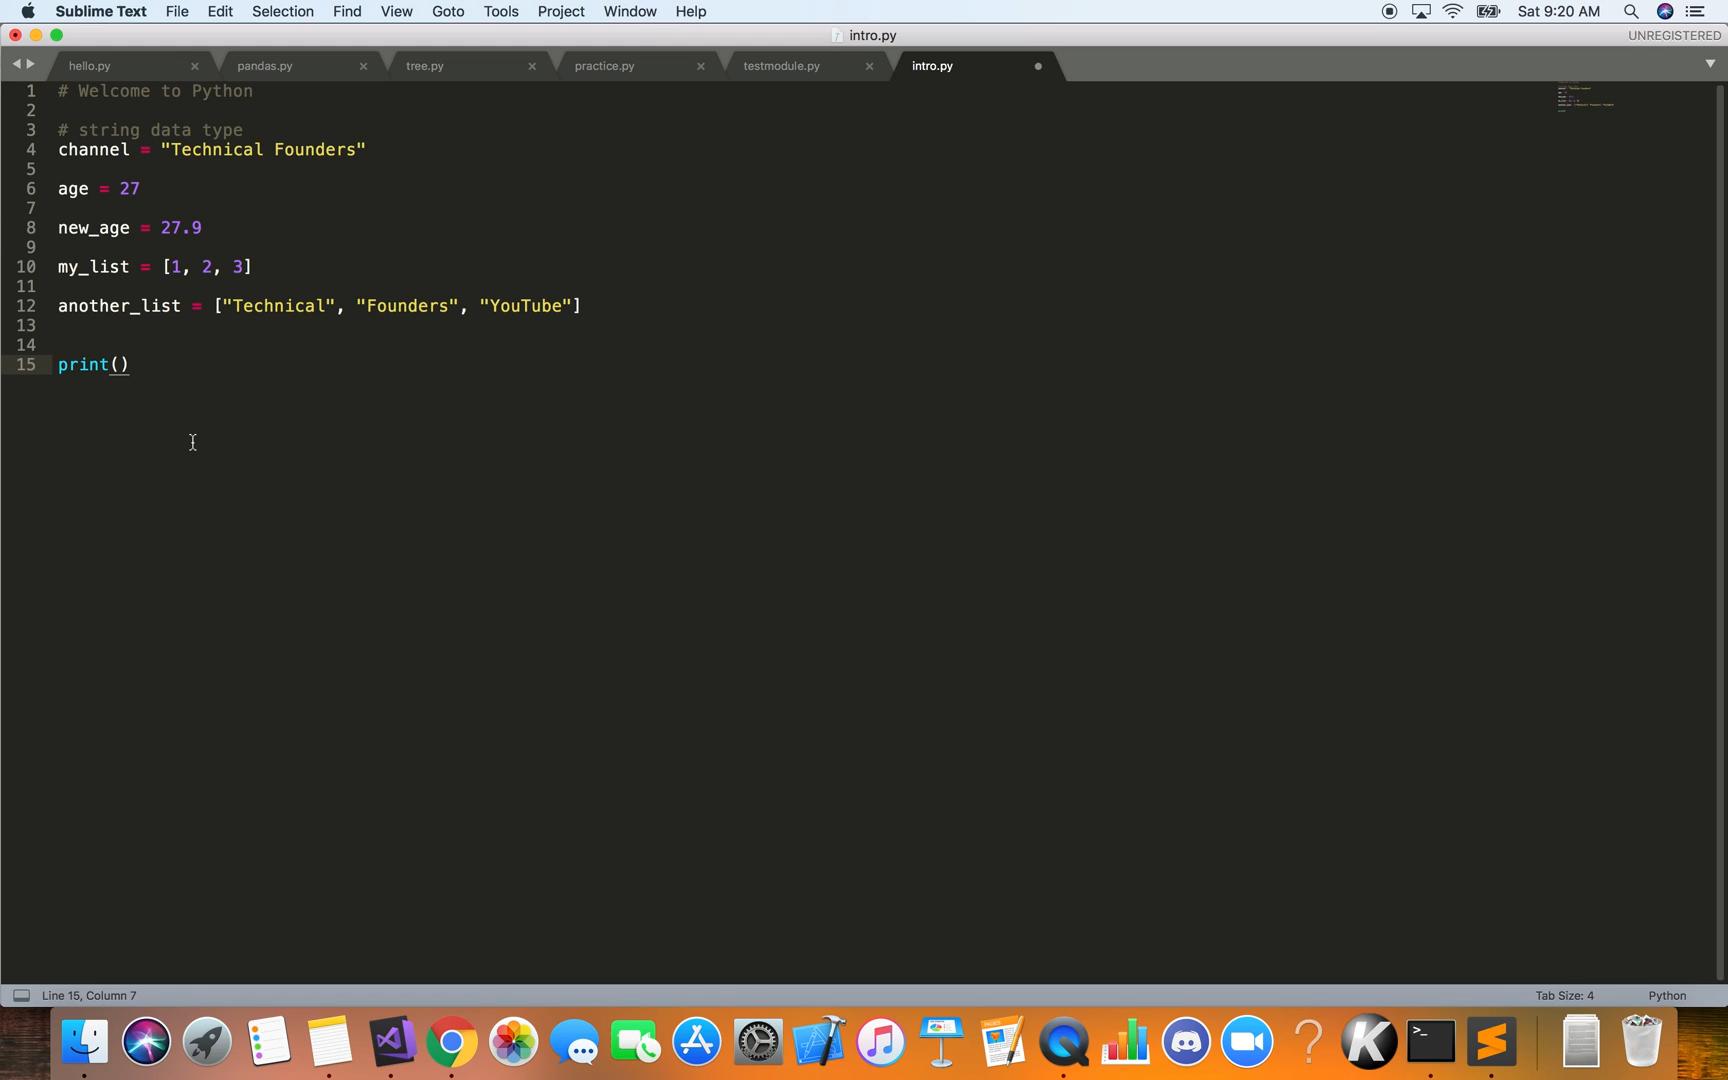 Sublime Text File Edit Selection Find View Goto Tools Project Window Help Sat 9:20 AM
intro.py UNREGISTERED
hello.py pandas.py tree.py practice.py testmodule.py intro.py
1 # Welcome to Python
2
3 # string data type
4 channel = "Technical Founders"
5
6 age = 27
7
8 new_age = 27.9
9
10 my_list = [1, 2, 3]
11
12 another_list = ["Technical", "Founders", "YouTube"]
13
14
15 print()
Line 15, Column 7 Tab Size: 4 Python